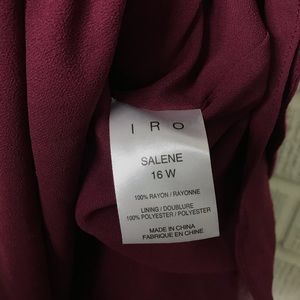 IRO
SALENE
16 W
100% RAYON / RAYONNE
LINING / DOUBLURE
100% POLYESTER / POLYESTER
MADE IN CHINA
FABRIQUE EN CHINE